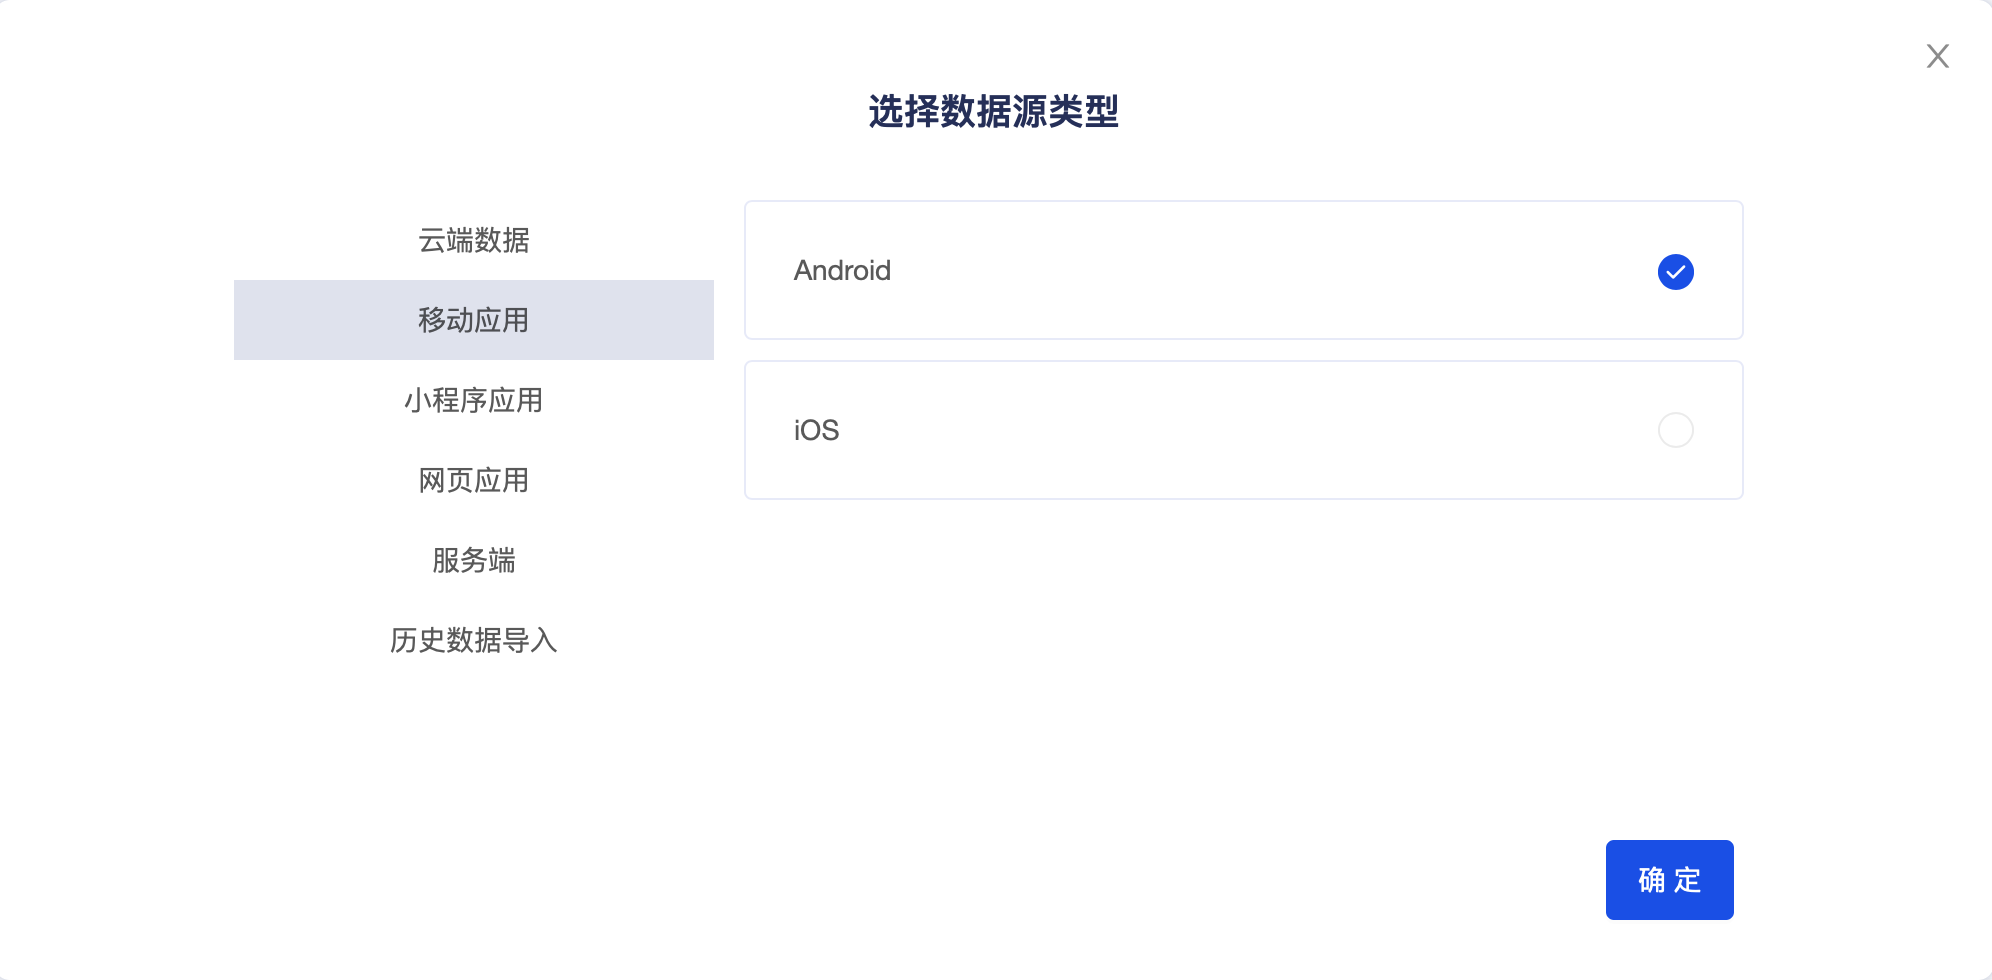 选择数据源类型
云端数据
移动应用
小程序应用
网页应用
服务端
历史数据导入
Android
iOS
确 定